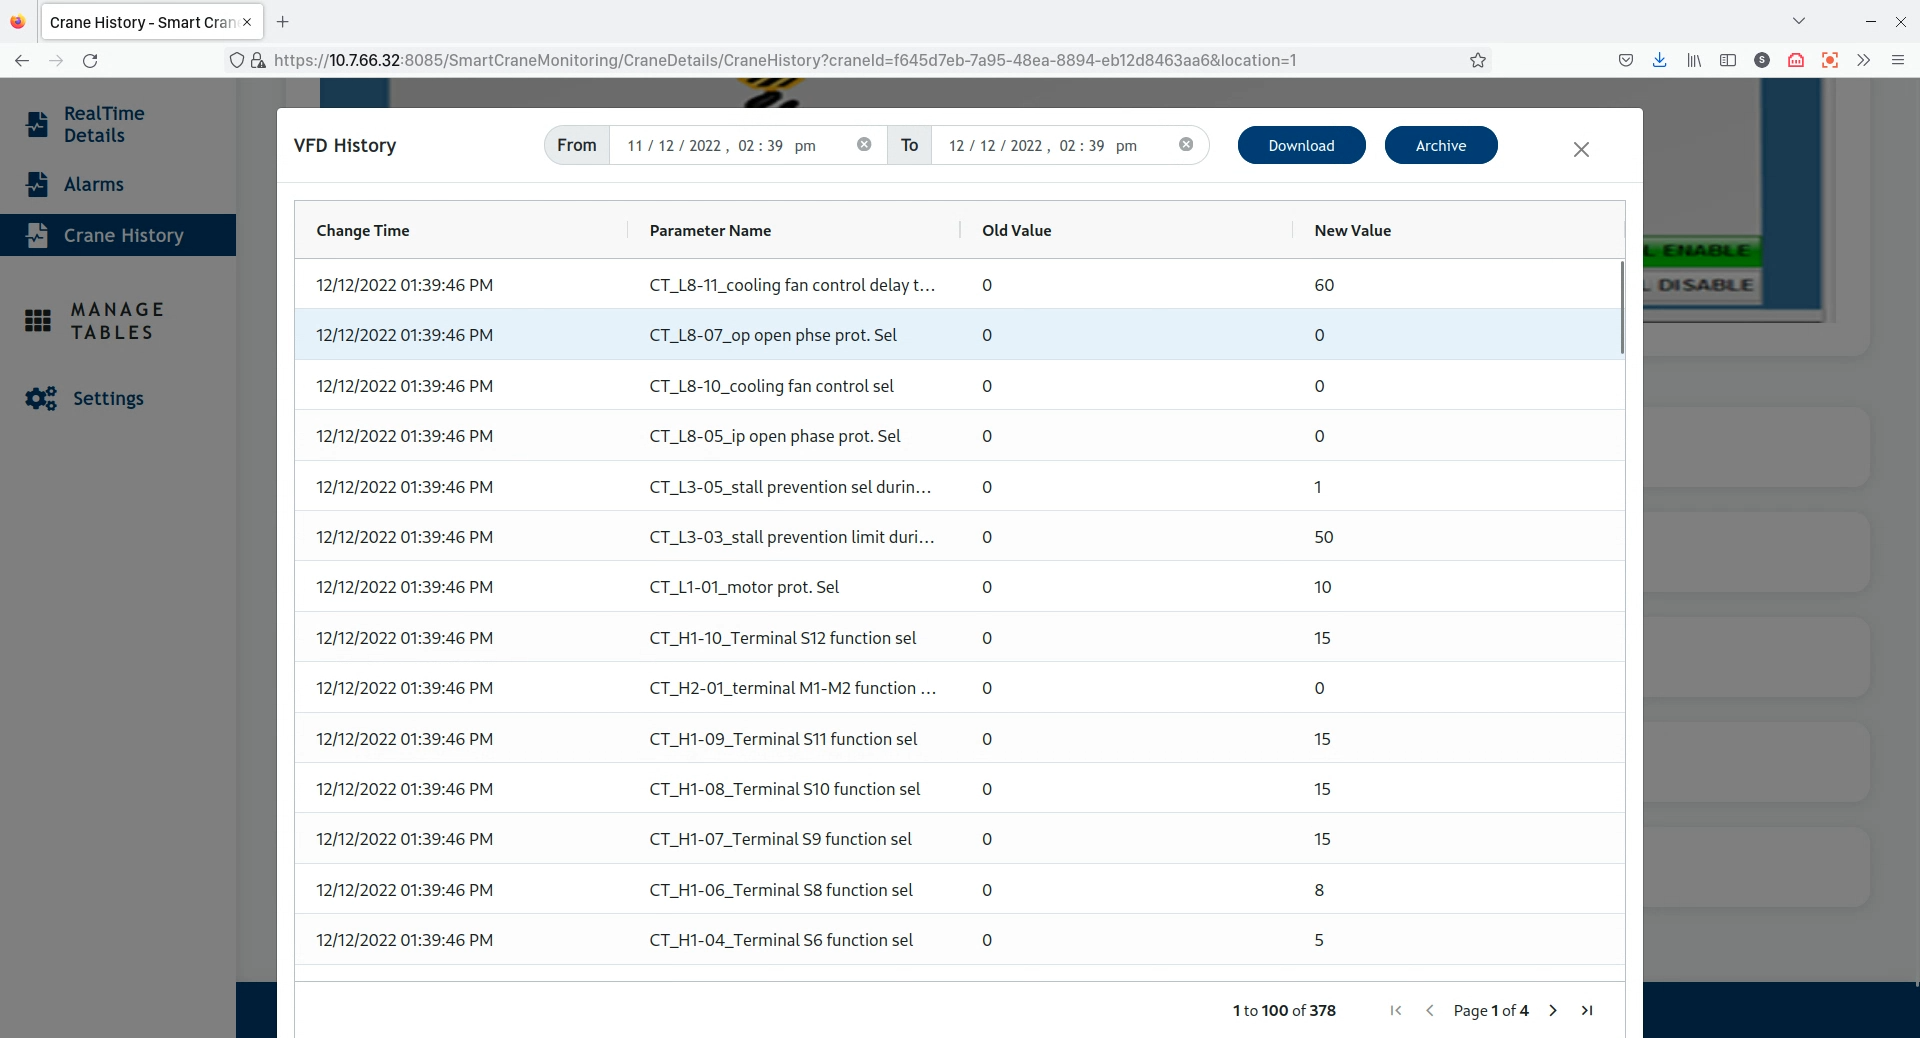 Crane History - Smart Cran
https://10.7.66.32:8085/SmartCraneMonitoring/CraneDetails/CraneHistory?craneId=f645d7eb-7a95-48ea-8894-eb12d8463aa6&location=1
S
RealTime
Details
Alarms
Crane History
MANAGE
TABLES
Settings
VFD History
From 11 / 12 / 2022 , 02 : 39 pm To 12 / 12 / 2022 , 02 : 39 pm
Download Archive
Change Time Parameter Name Old Value New Value
12/12/2022 01:39:46 PM CT_L8-11_cooling fan control delay t... 0 60
12/12/2022 01:39:46 PM CT_L8-07_op open phse prot. Sel 0 0
12/12/2022 01:39:46 PM CT_L8-10_cooling fan control sel 0 0
12/12/2022 01:39:46 PM CT_L8-05_ip open phase prot. Sel 0 0
12/12/2022 01:39:46 PM CT_L3-05_stall prevention sel durin... 0 1
12/12/2022 01:39:46 PM CT_L3-03_stall prevention limit duri... 0 50
12/12/2022 01:39:46 PM CT_L1-01_motor prot. Sel 0 10
12/12/2022 01:39:46 PM CT_H1-10_Terminal S12 function sel 0 15
12/12/2022 01:39:46 PM CT_H2-01_terminal M1-M2 function ... 0 0
12/12/2022 01:39:46 PM CT_H1-09_Terminal S11 function sel 0 15
12/12/2022 01:39:46 PM CT_H1-08_Terminal S10 function sel 0 15
12/12/2022 01:39:46 PM CT_H1-07_Terminal S9 function sel 0 15
12/12/2022 01:39:46 PM CT_H1-06_Terminal S8 function sel 0 8
12/12/2022 01:39:46 PM CT_H1-04_Terminal S6 function sel 0 5
1 to 100 of 378 Page 1 of 4
L ENABLE
L DISABLE